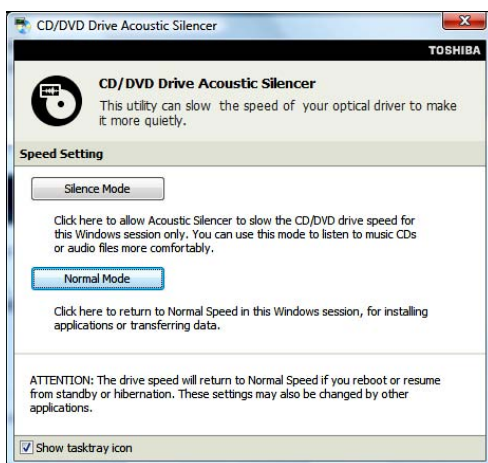 CD/DVD Drive Acoustic Silencer
TOSHIBA
CD/DVD Drive Acoustic Silencer
This utility can slow the speed of your optical driver to make
it more quietly.
Speed Setting
Silence Mode
Click here to allow Acoustic Silencer to slow the CD/DVD drive speed for
this Windows session only. You can use this mode to listen to music CDs
or audio files more comfortably.
Normal Mode
Click here to return to Normal Speed in this Windows session, for installing
applications or transferring data.
ATTENTION: The drive speed will return to Normal Speed if you reboot or resume
from standby or hibernation. These settings may also be changed by other
applications.
Show tasktray icon